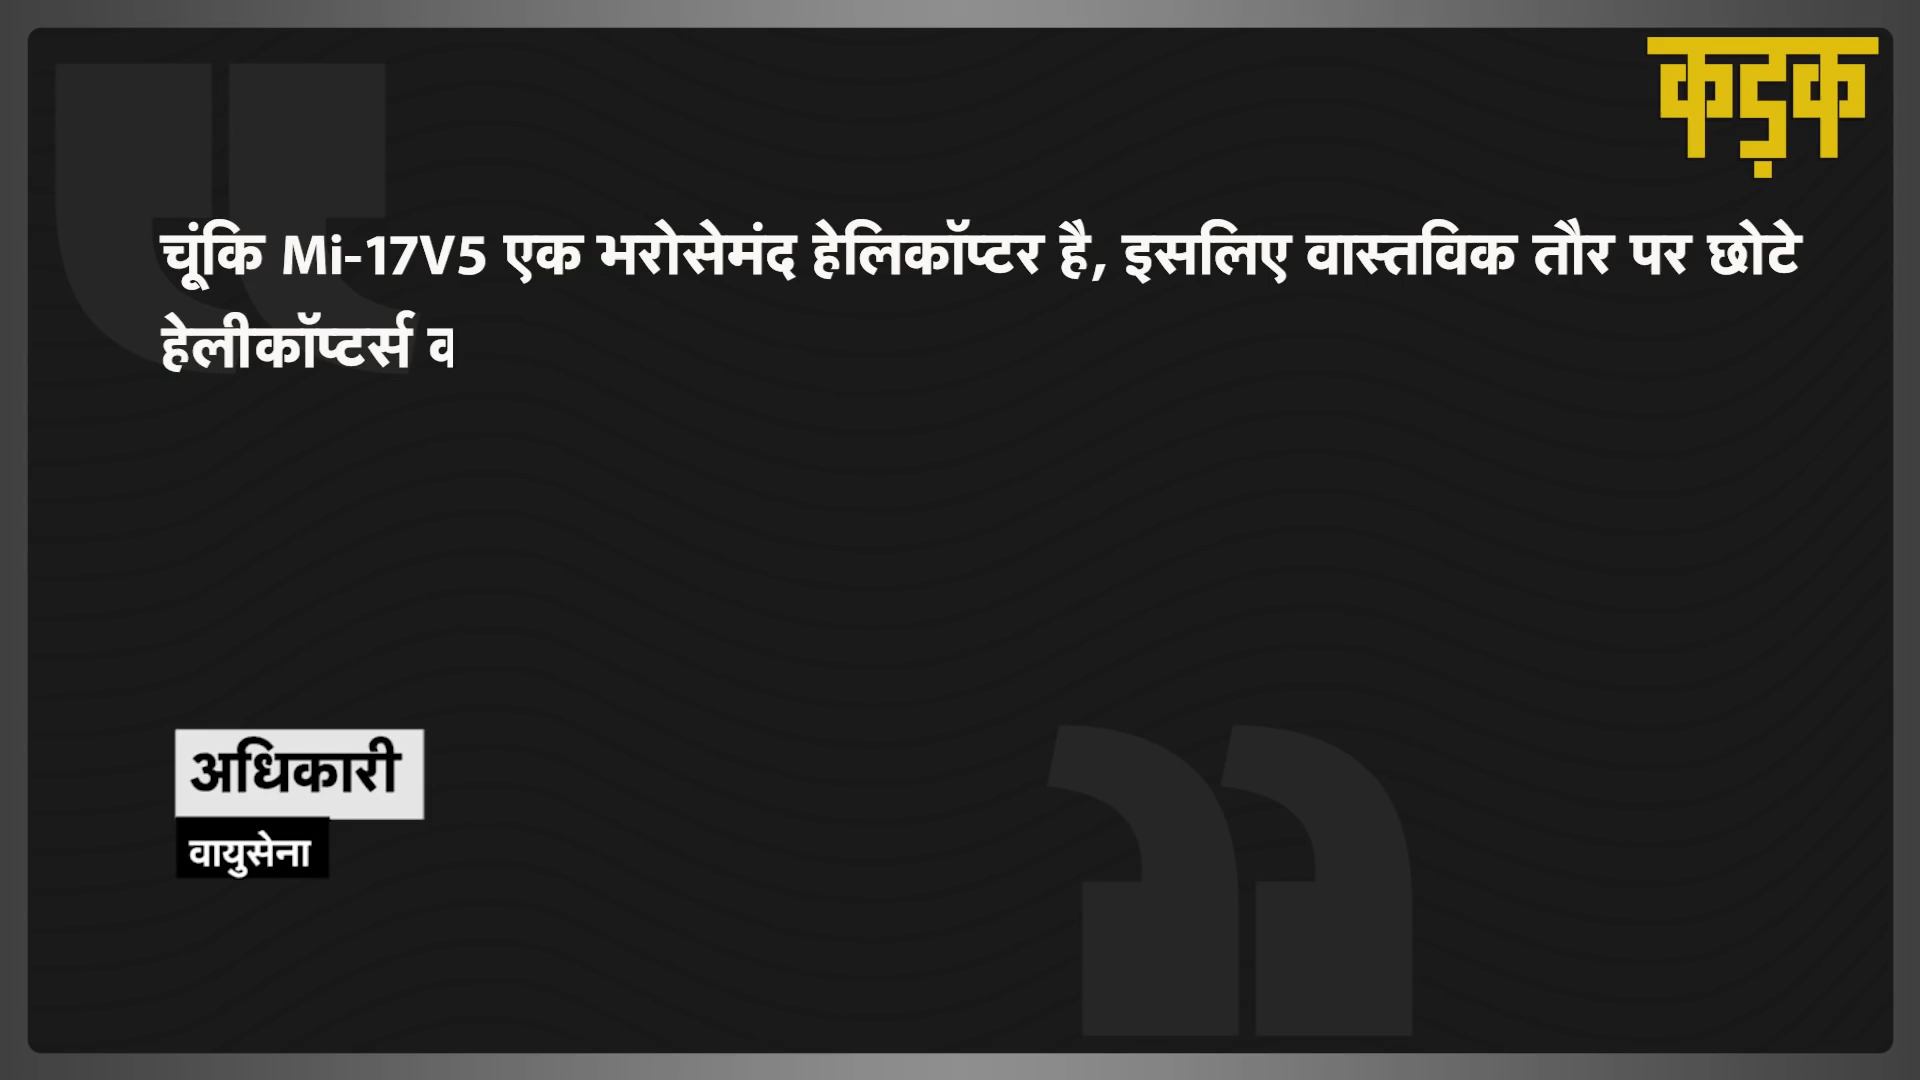 कड़क
चूंकि Mi-17V5 एक भरोसेमंद हेलिकॉप्टर है, इसलिए वास्तविक तौर पर छोटे
हेलीकॉप्टर्स
अधिकारी
वायुसेना